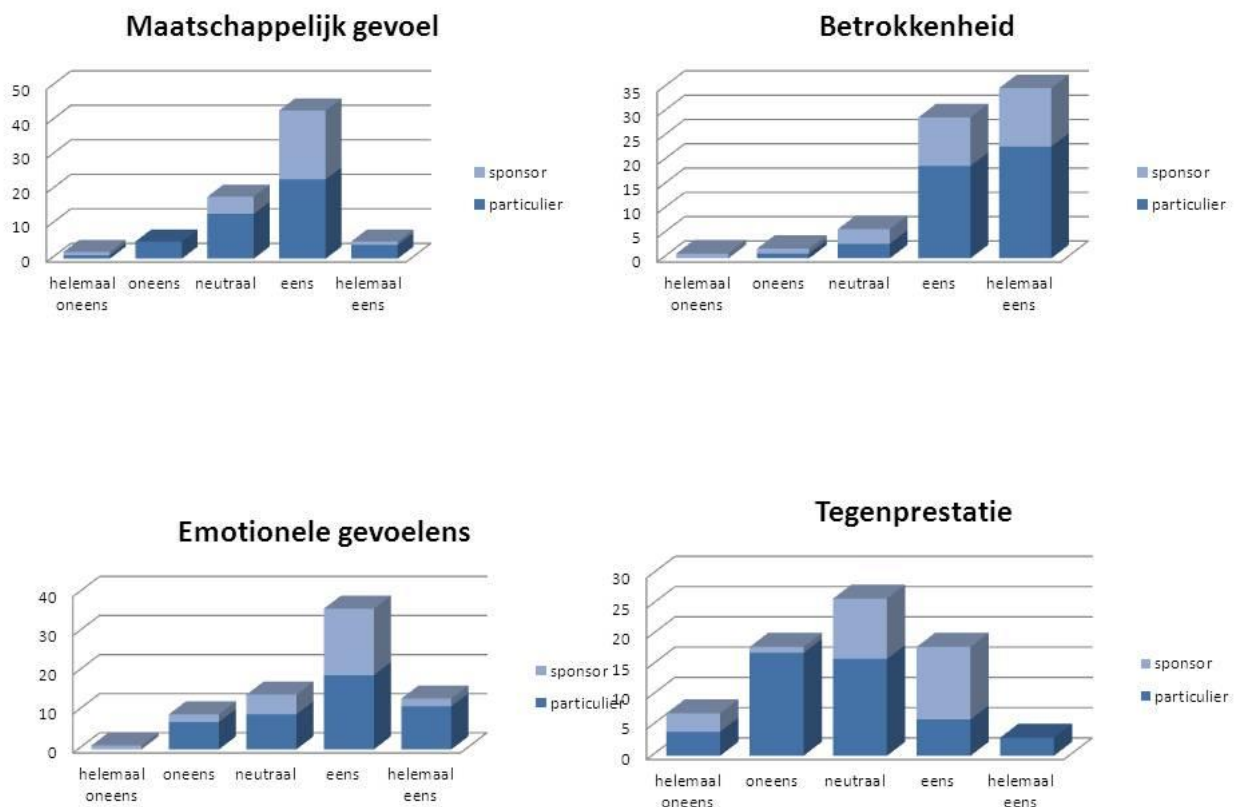 Maatschappelijk gevoel
50
40
30
20
10
0
helemaal oneens
oneens
neutraal
eens
helemaal eens
sponsor
particulier
Betrokkenheid
35
30
25
20
15
10
5
0
helemaal oneens
oneens
neutraal
eens
helemaal eens
sponsor
particulier
Emotionele gevoelens
40
30
20
10
0
helemaal oneens
oneens
neutraal
eens
helemaal eens
sponsor
particulier
Tegenprestatie
30
25
20
15
10
5
0
helemaal oneens
oneens
neutraal
eens
helemaal eens
sponsor
particulier